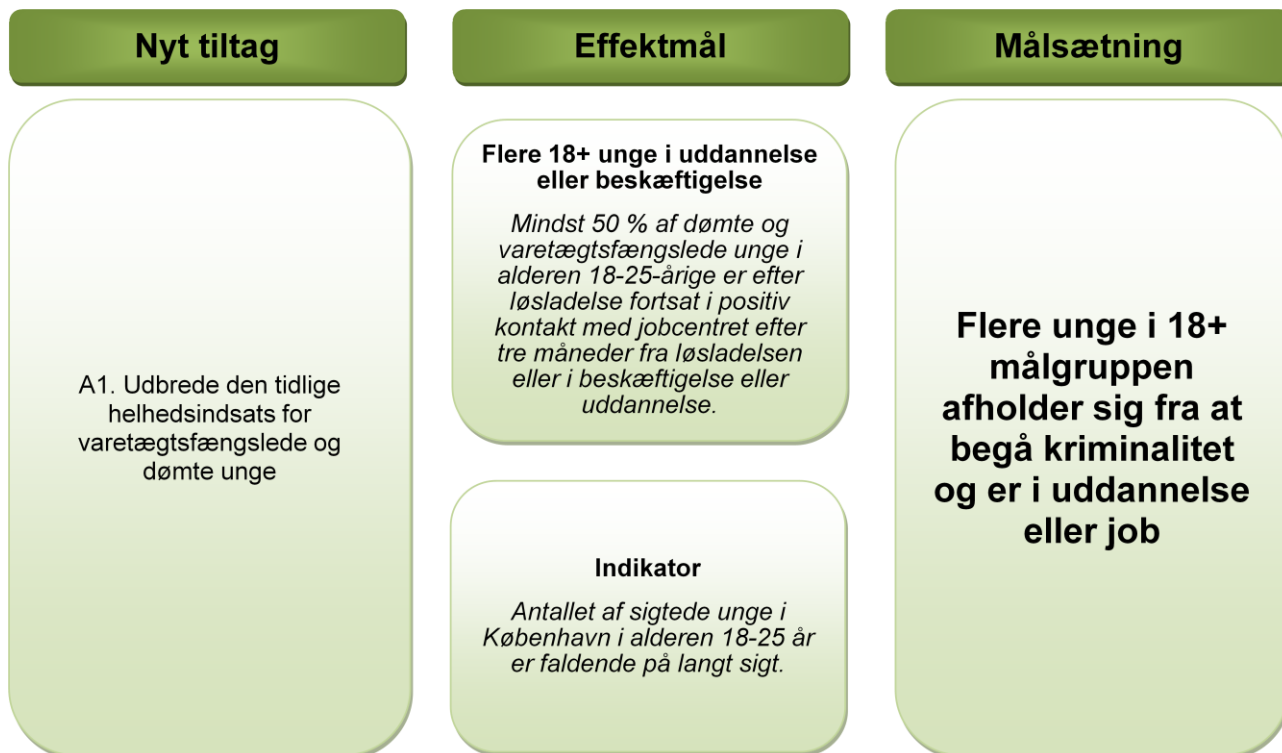 Nyt tiltag
A1. Udbrede den tidlige
helhedsindsats for
varetægtsfængslede og
dømte unge
Effektmål
Flere 18+ unge i uddannelse
eller beskæftigelse
Mindst 50 % af dømte og
varetægtsfængslede unge i
alderen 18-25-årige er efter
løsladelse fortsat i positiv
kontakt med jobcentret efter
tre måneder fra løsladelsen
eller i beskæftigelse eller
uddannelse.
Indikator
Antallet af sigtede unge i
København i alderen 18-25 år
er faldende på langt sigt.
Målsætning
Flere unge i 18+
målgruppen
afholder sig fra at
begå kriminalitet
og er i uddannelse
eller job